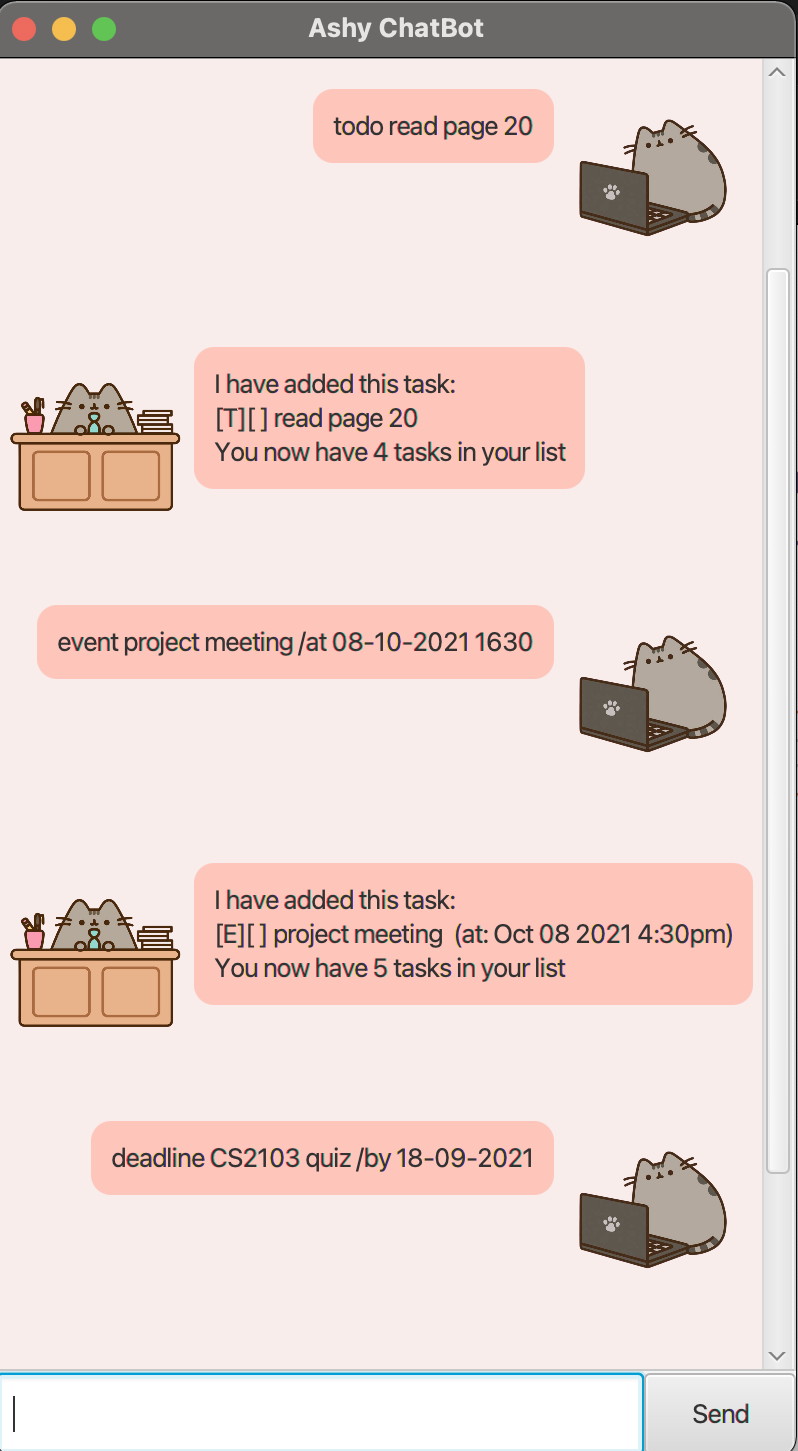 Ashy ChatBot
todo read page 20
I have added this task:
[T][ ] read page 20
You now have 4 tasks in your list
event project meeting /at 08-10-2021 1630
I have added this task:
[E][ ] project meeting  (at: Oct 08 2021 4:30pm)
You now have 5 tasks in your list
deadline CS2103 quiz /by 18-09-2021
Send